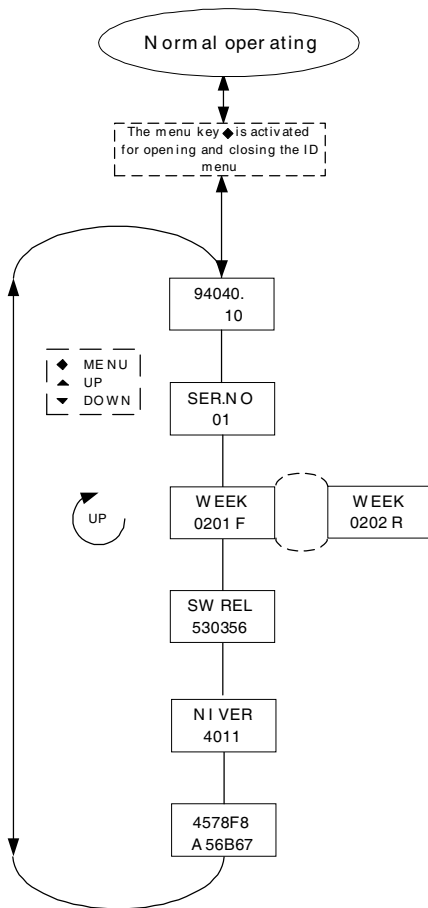 Normal operating
The menu key ◆ is activated
for opening and closing the ID
menu
94040.
10
◆ MENU
▲ UP
▼ DOWN
SER.NO
01
UP
WEEK
0201 F
WEEK
0202 R
SW REL
530356
NI VER
4011
4578F8
A56B67